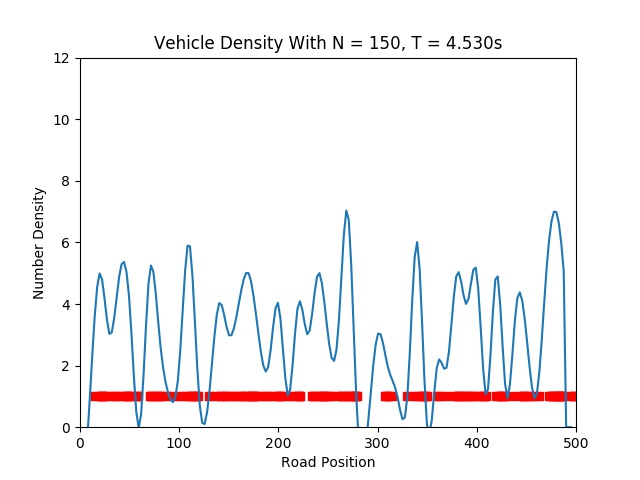 Vehicle Density With N = 150, T = 4.530s
12
10
8
6
4
2
0
Number Density
0 100 200 300 400 500
Road Position